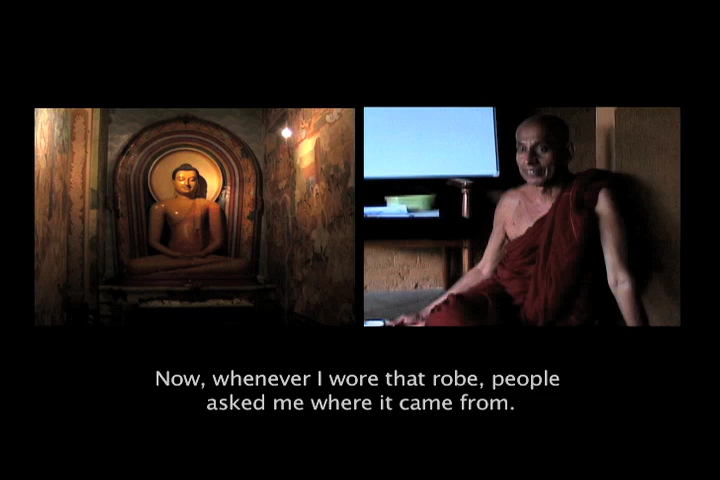 Now, whenever I wore that robe, people
asked me where it came from.